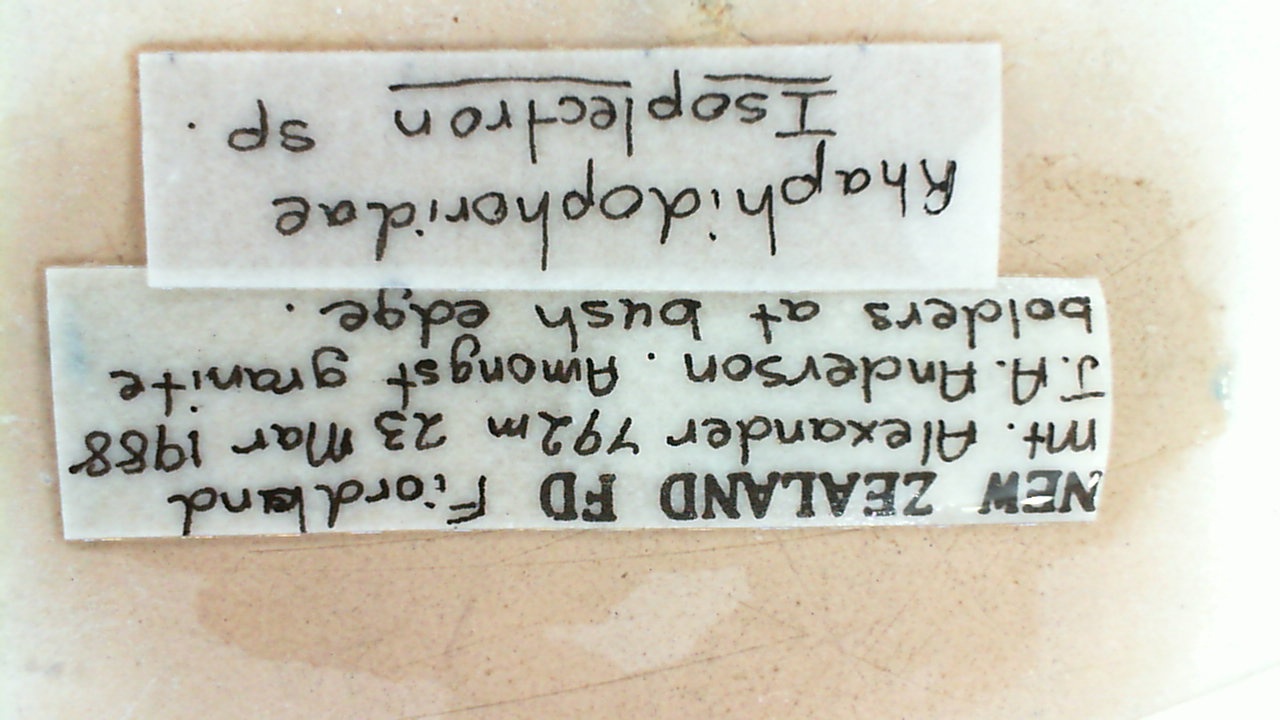 NEW ZEALAND FD Fiordland
Mt. Alexander 792m 23 Mar 1988
J.A. Anderson. Amongst granite
bolders at bush edge.
Rhaphidophoridae
Isoplectron sp.